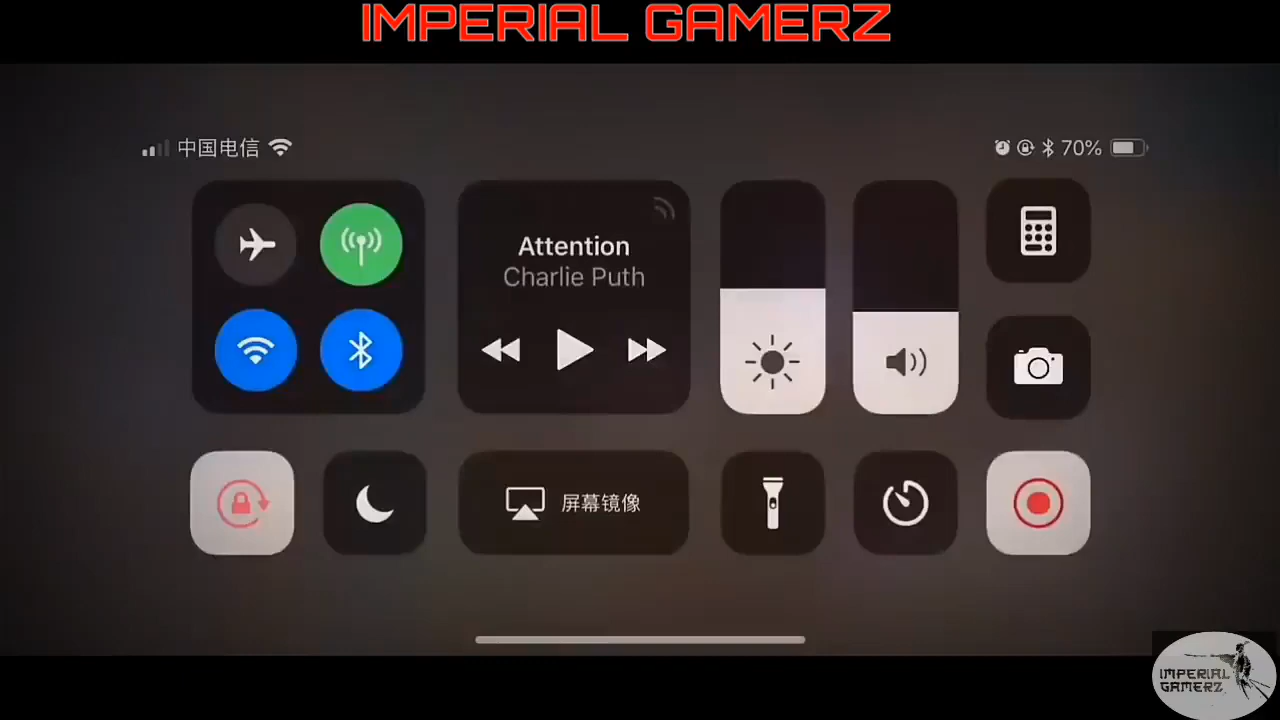 IMPERIAL GAMERZ
中国电信
70%
Attention
Charlie Puth
屏幕镜像
IMPERIAL
GAMERZ